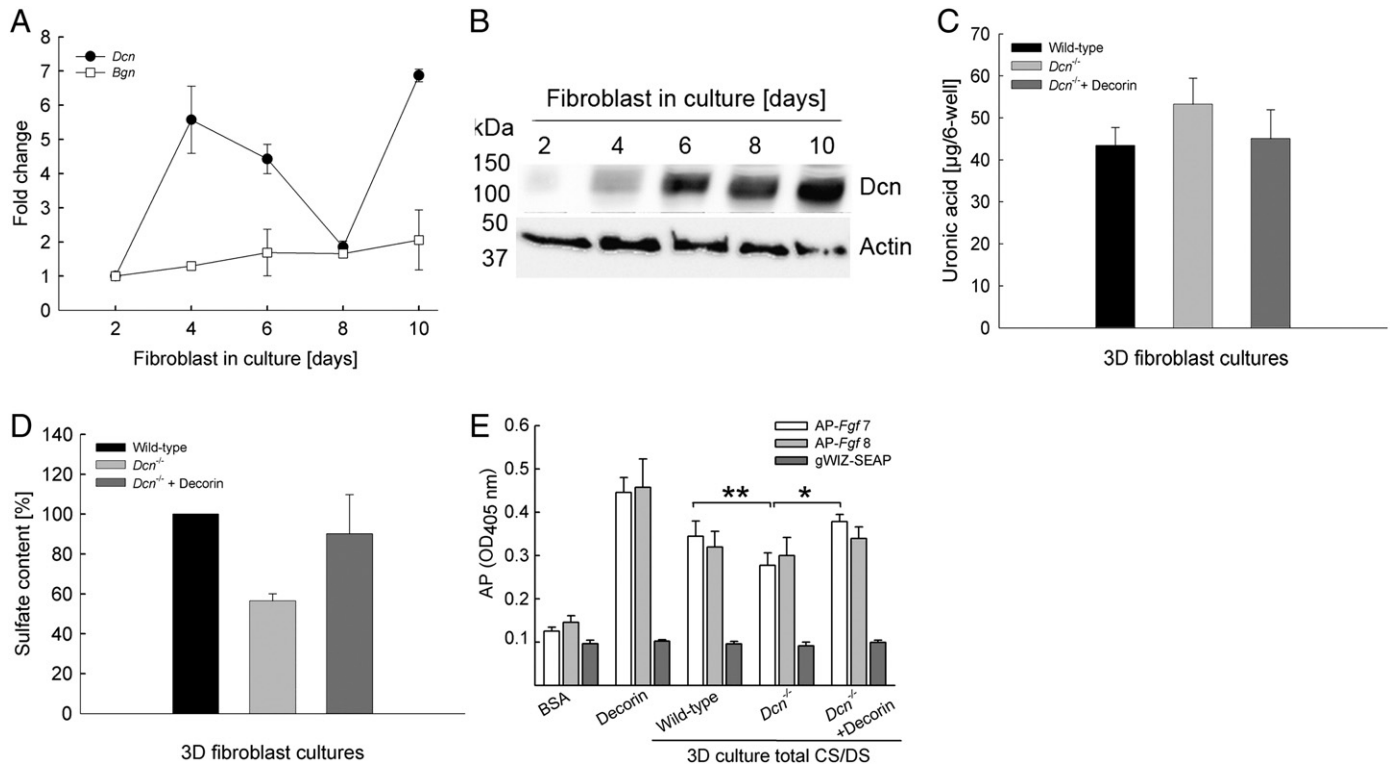 A
8
7
6
5
4
3
2
1
0
Fold change
Dcn
Bgn
2 4 6 8 10
Fibroblast in culture [days]
B
Fibroblast in culture [days]
kDa
2 4 6 8 10
150
100
50
37
Dcn
Actin
C
70
60
50
40
30
20
10
0
Uronic acid [µg/6-well]
Wild-type
Dcn-/-
Dcn-/- + Decorin
3D fibroblast cultures
D
140
120
100
80
60
40
20
0
Sulfate content [%]
Wild-type
Dcn-/-
Dcn-/- + Decorin
3D fibroblast cultures
E
0.6
0.5
0.4
0.3
0.2
0.1
AP (OD405 nm)
AP-Fgf 7
AP-Fgf 8
gWIZ-SEAP
** *
BSA
Decorin
Wild-type
Dcn-/-
Dcn-/-
+Decorin
3D culture total CS/DS